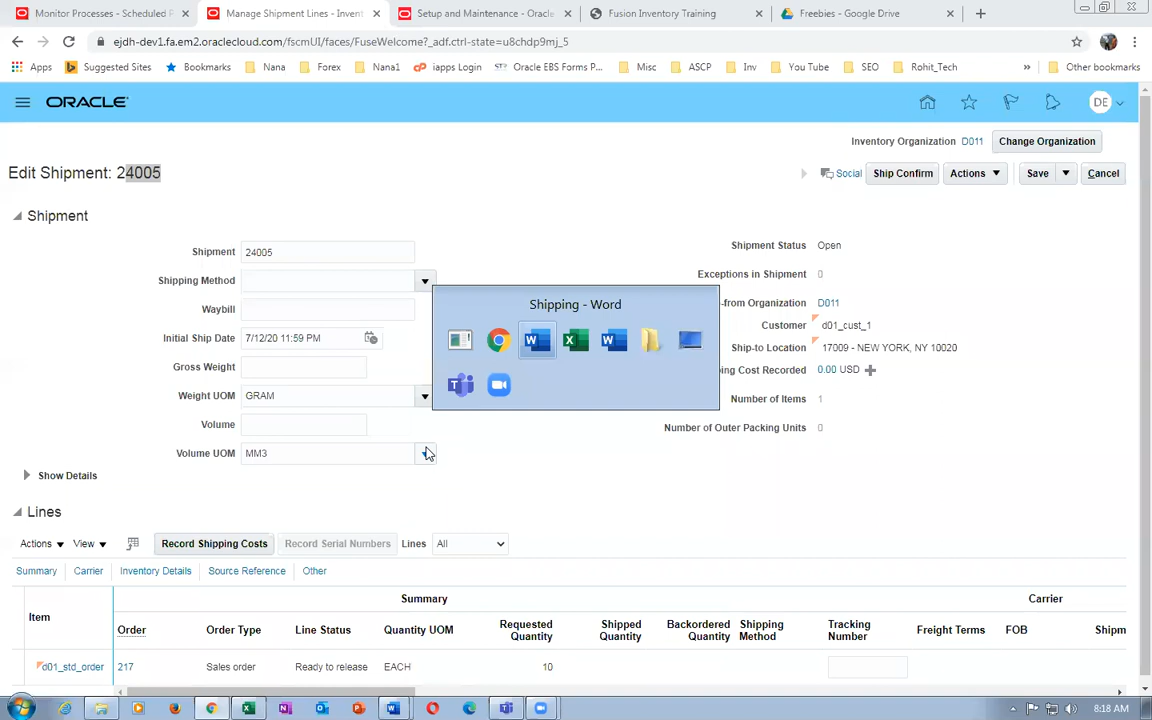 Monitor Processes - Scheduled P
Manage Shipment Lines - Invent
Setup and Maintenance - Oracle
Fusion Inventory Training
Freebies - Google Drive
ejdh-dev1.fa.em2.oraclecloud.com/fscmUI/faces/FuseWelcome?_adf.ctrl-state=u8chdp9mj_5
Apps Suggested Sites Bookmarks Nana Forex Nana1 iapps Login Oracle EBS Forms P... Misc ASCP Inv You Tube SEO Rohit_Tech » Other bookmarks
ORACLE
DE
Inventory Organization D011 Change Organization
Edit Shipment: 24005
Social Ship Confirm Actions Save Cancel
Shipment
Shipment 24005
Shipping Method
Waybill
Initial Ship Date 7/12/20 11:59 PM
Gross Weight
Weight UOM GRAM
Volume
Volume UOM MM3
Shipment Status Open
Exceptions in Shipment 0
-from Organization D011
Customer d01_cust_1
Ship-to Location 17009 - NEW YORK, NY 10020
ing Cost Recorded 0.00 USD
Number of Items 1
Number of Outer Packing Units 0
Shipping - Word
Show Details
Lines
Actions View Record Shipping Costs Record Serial Numbers Lines All
Summary Carrier Inventory Details Source Reference Other
Summary Carrier
Item Order Order Type Line Status Quantity UOM Requested Quantity Shipped Quantity Backordered Quantity Shipping Method Tracking Number Freight Terms FOB Shipm
d01_std_order 217 Sales order Ready to release EACH 10
8:18 AM